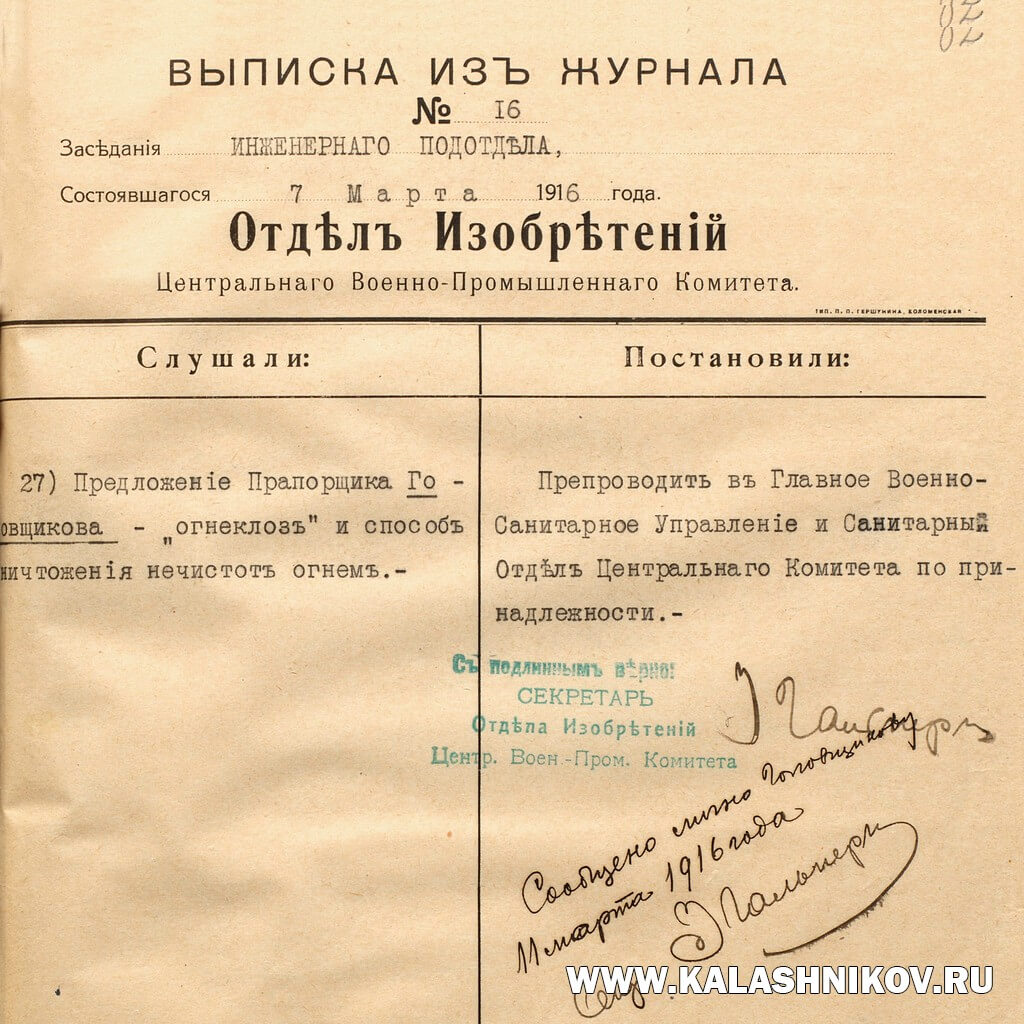 ВЫПИСКА ИЗЪ ЖУРНАЛА
№ I6
Засѣданія ИНЖЕНЕРНАГО ПОДОТДѢЛА,
Состоявшагося 7 Марта 1916 года.
Отдѣлъ Изобрѣтеній
Центральнаго Военно-Промышленнаго Комитета.
ТИП. П. П. ГЕРШУНИНА, КОЛОМЕНСКАЯ
Слушали:
Постановили:
27) Предложеніе Прапорщика Го -
овщикова - „огнеклозъ" и способъ
ничтоженія нечистотъ огнемъ.-
Препроводить въ Главное Военно-
Санитарное Управленіе и Санитарный
Отдѣлъ Центральнаго Комитета по при-
надлежности.-
Съ подлиннымъ вѣрно:
СЕКРЕТАРЬ
Отдѣла Изобрѣтеній
Центр. Воен.-Пром. Комитета
Сообщено лично Головщикову
11 марта 1916 года
Э Гальперн
WWW.KALASHNIKOV.RU